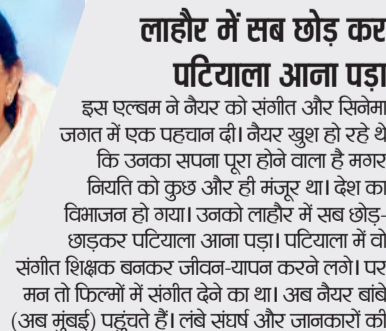 लाहौर में सब छोड़ कर
पटियाला आना पड़ा
इस एल्बम ने नैयर को संगीत और सिनेमा
जगत में एक पहचान दी। नैयर खुश हो रहे थे
कि उनका सपना पूरा होने वाला है मगर
नियति को कुछ और ही मंजूर था। देश का
विभाजन हो गया। उनको लाहौर में सब छोड़-
छाड़कर पटियाला आना पड़ा। पटियाला में वो
संगीत शिक्षक बनकर जीवन-यापन करने लगे। पर
मन तो फिल्मों में संगीत देने का था। अब नैयर बांबे
(अब मुंबई) पहुंचते हैं। लंबे संघर्ष और जानकारों की